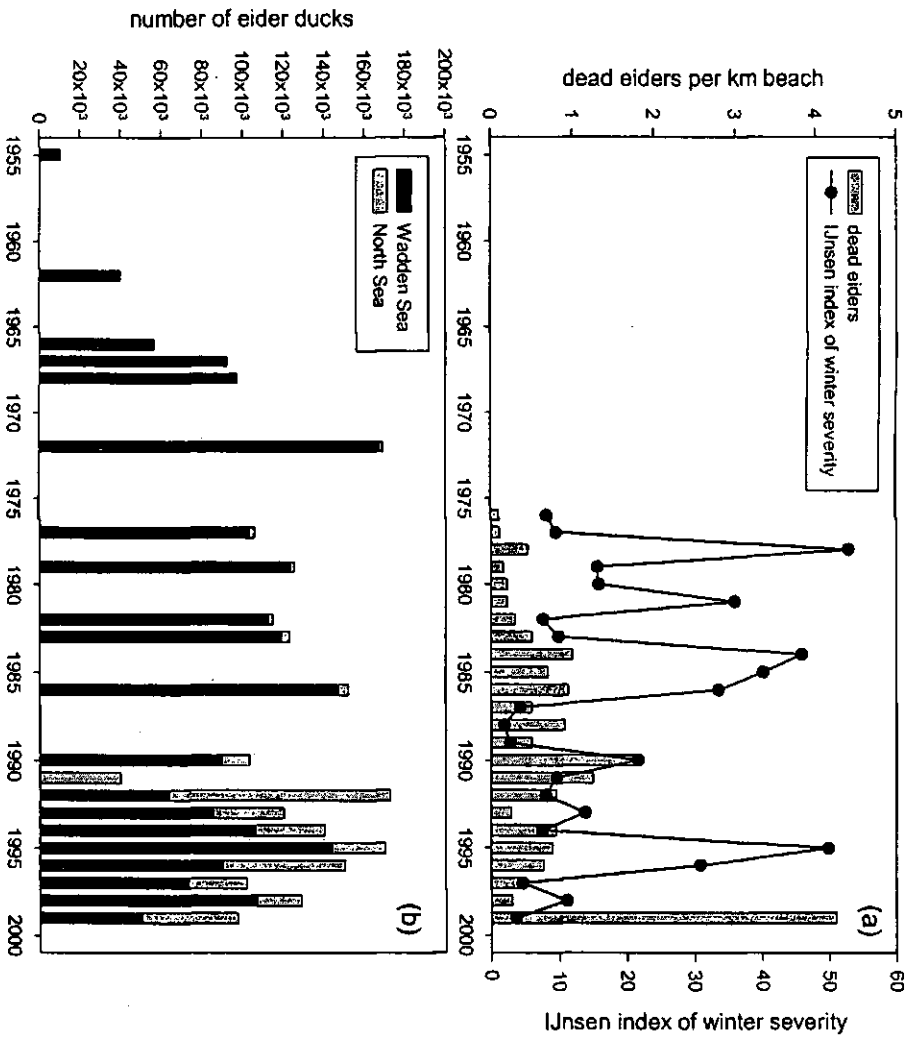 (a)
dead eiders per km beach
0
1
2
3
4
5
dead eiders
IJnsen index of winter severity
0
10
20
30
40
50
60
IJnsen index of winter severity
1955
1960
1965
1970
1975
1980
1985
1990
1995
2000
(b)
number of eider ducks
0
20x10³
40x10³
60x10³
80x10³
100x10³
120x10³
140x10³
160x10³
180x10³
200x10³
Wadden Sea
North Sea
1955
1960
1965
1970
1975
1980
1985
1990
1995
2000